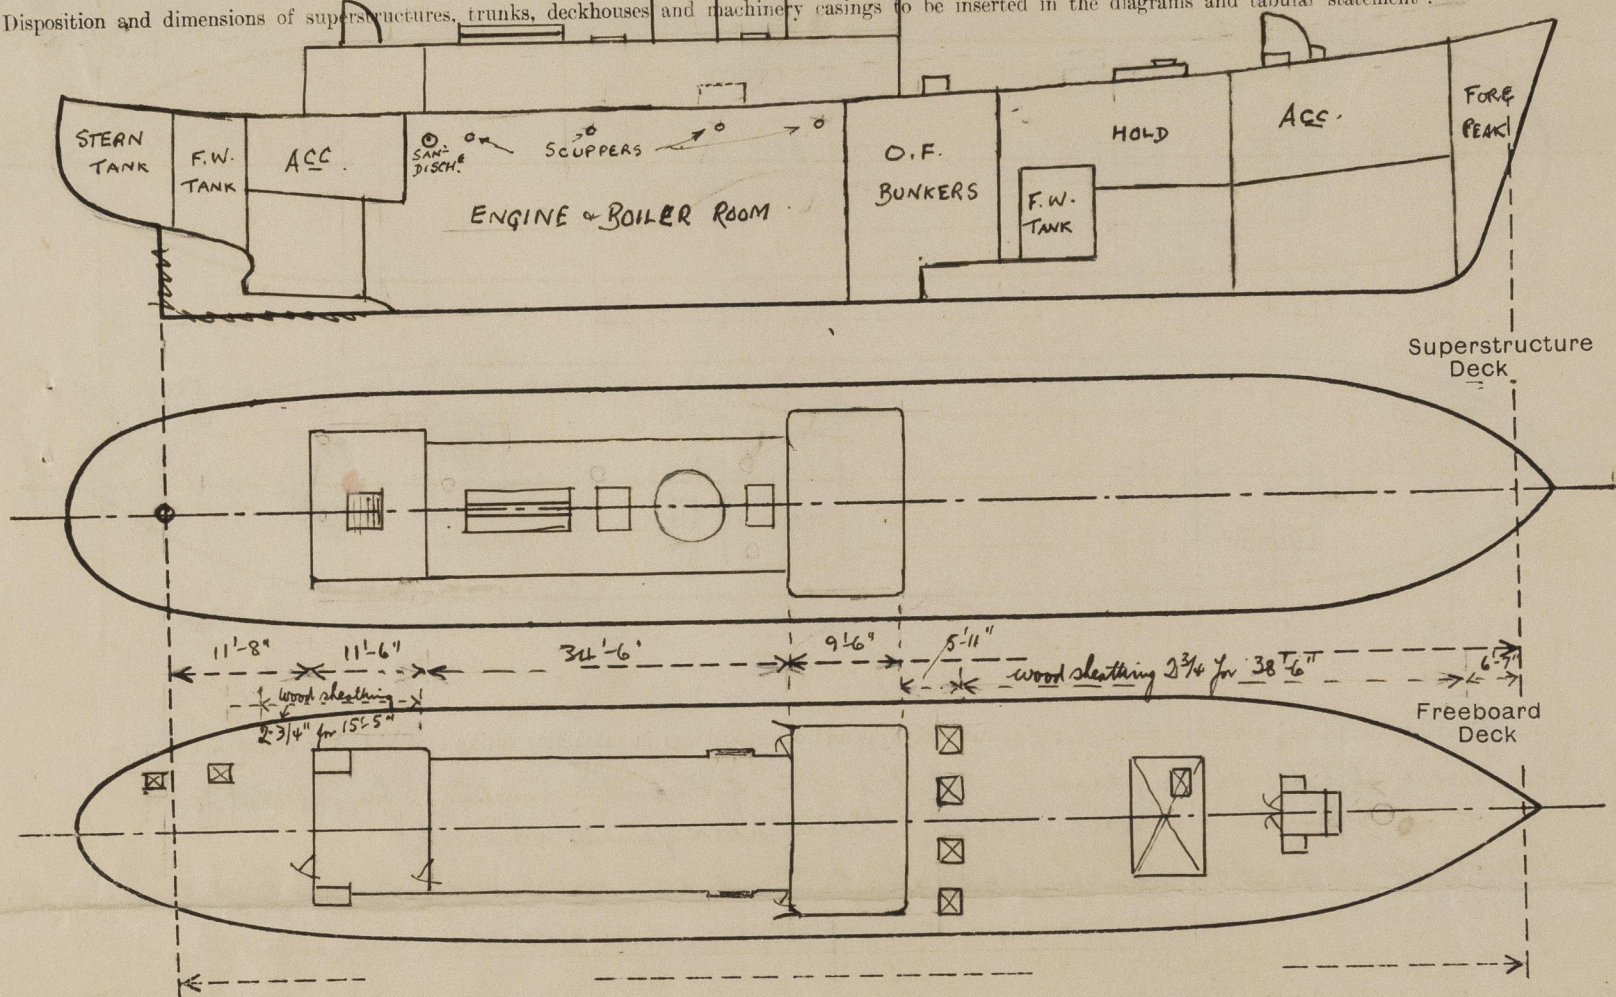 Disposition and dimensions of superstructures, trunks, deckhouses and machinery casings to be inserted in the diagrams and tabular statement.
STERN
TANK
F.W.
TANK
ACC.
SAN-
DISCH.
SCUPPERS
ENGINE & BOILER ROOM
O.F.
BUNKERS
F.W.
TANK
HOLD
ACC.
FORE
PEAK
Superstructure
Deck
11'-8"
11'-6"
34'-6"
9'-6"
5'-11"
wood sheathing 2 3/4 for 38'-6"
6'-7"
wood sheathing
2-3/4" for 15'-5"
Freeboard
Deck